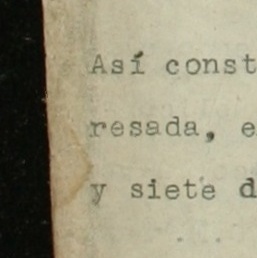 Así const
resada, e
y siete d